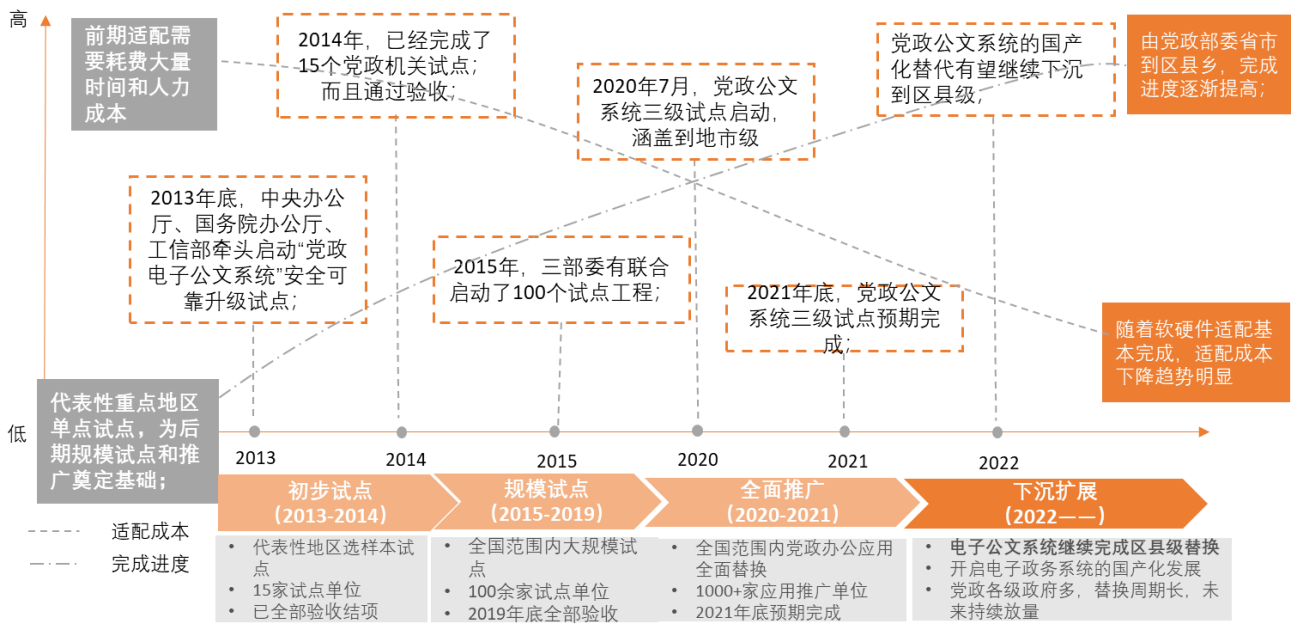 高
前期适配需
要耗费大量
时间和人力
成本
2014年，已经完成了
15个党政机关试点；
而且通过验收；
2020年7月，党政公文
系统三级试点启动，
涵盖到地市级
党政公文系统的国产
化替代有望继续下沉
到区县级；
由党政部委省市
到区县乡，完成
进度逐渐提高；
2013年底，中央办公
厅、国务院办公厅、
工信部牵头启动“党政
电子公文系统”安全可
靠升级试点；
2015年，三部委有联合
启动了100个试点工程；
2021年底，党政公文
系统三级试点预期完
成；
随着软硬件适配基
本完成，适配成本
下降趋势明显
代表性重点地区
单点试点，为后
期规模试点和推
广奠定基础；
低
2013
2014
2015
2020
2021
2022
初步试点
（2013-2014）
规模试点
（2015-2019）
全面推广
（2020-2021）
下沉扩展
（2022——）
适配成本
完成进度
• 代表性地区选样本试
点
• 15家试点单位
• 已全部验收结项
• 全国范围内大规模试
点
• 100余家试点单位
• 2019年底全部验收
• 全国范围内党政办公应用
全面替换
• 1000+家应用推广单位
• 2021年底预期完成
• 电子公文系统继续完成区县级替换
• 开启电子政务系统的国产化发展
• 党政各级政府多，替换周期长，未
来持续放量